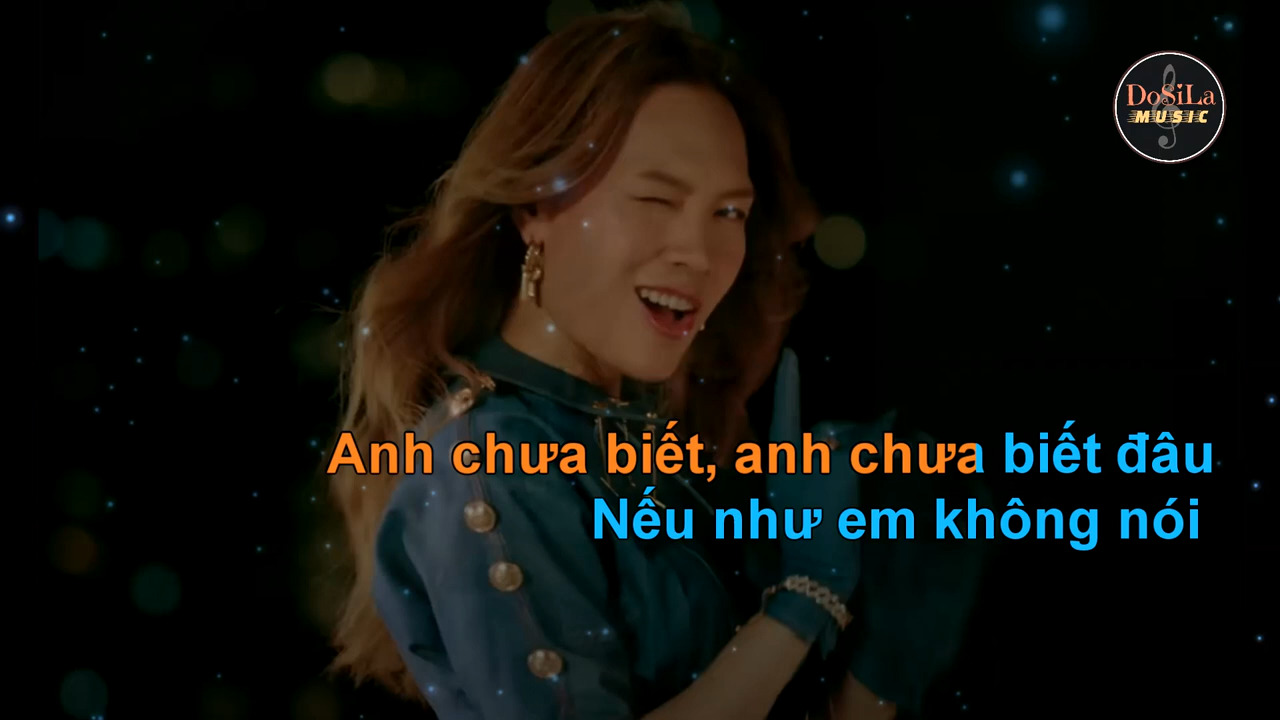 DoSiLa
MUSIC
Anh chưa biết, anh chưa biết đâu
Nếu như em không nói